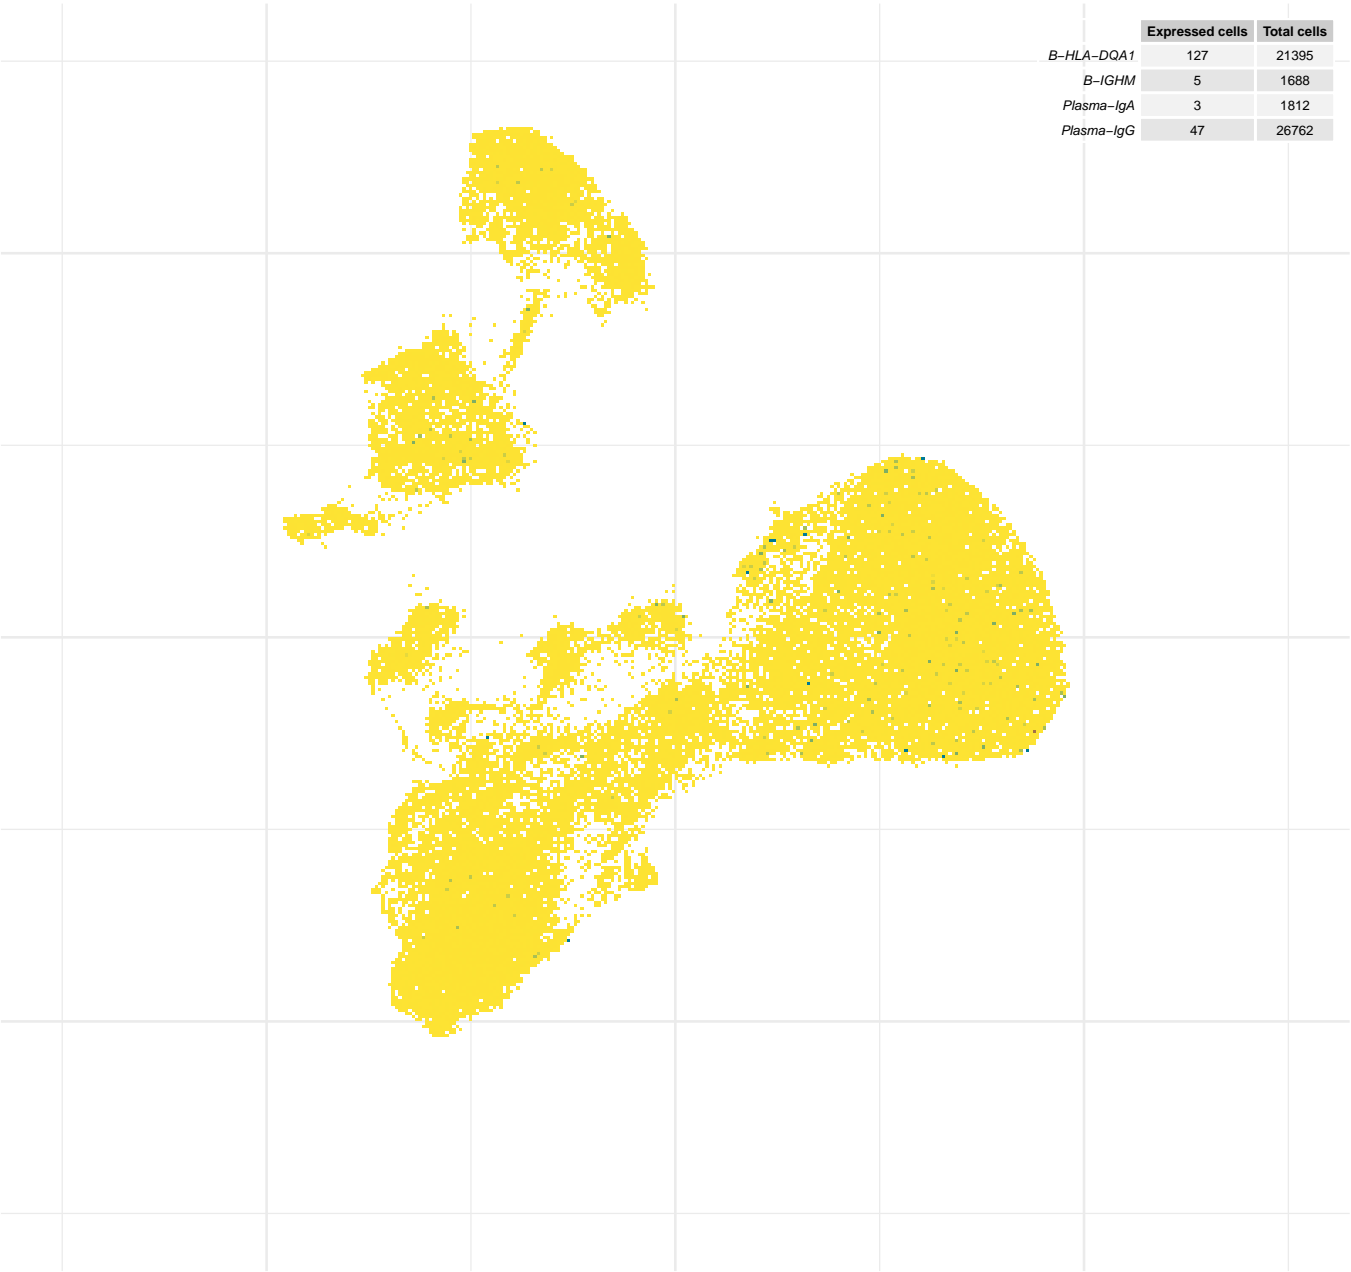 Expressed cells Total cells
B−HLA−DQA1 127 21395
B−IGHM 5 1688
Plasma−IgA 3 1812
Plasma−IgG 47 26762